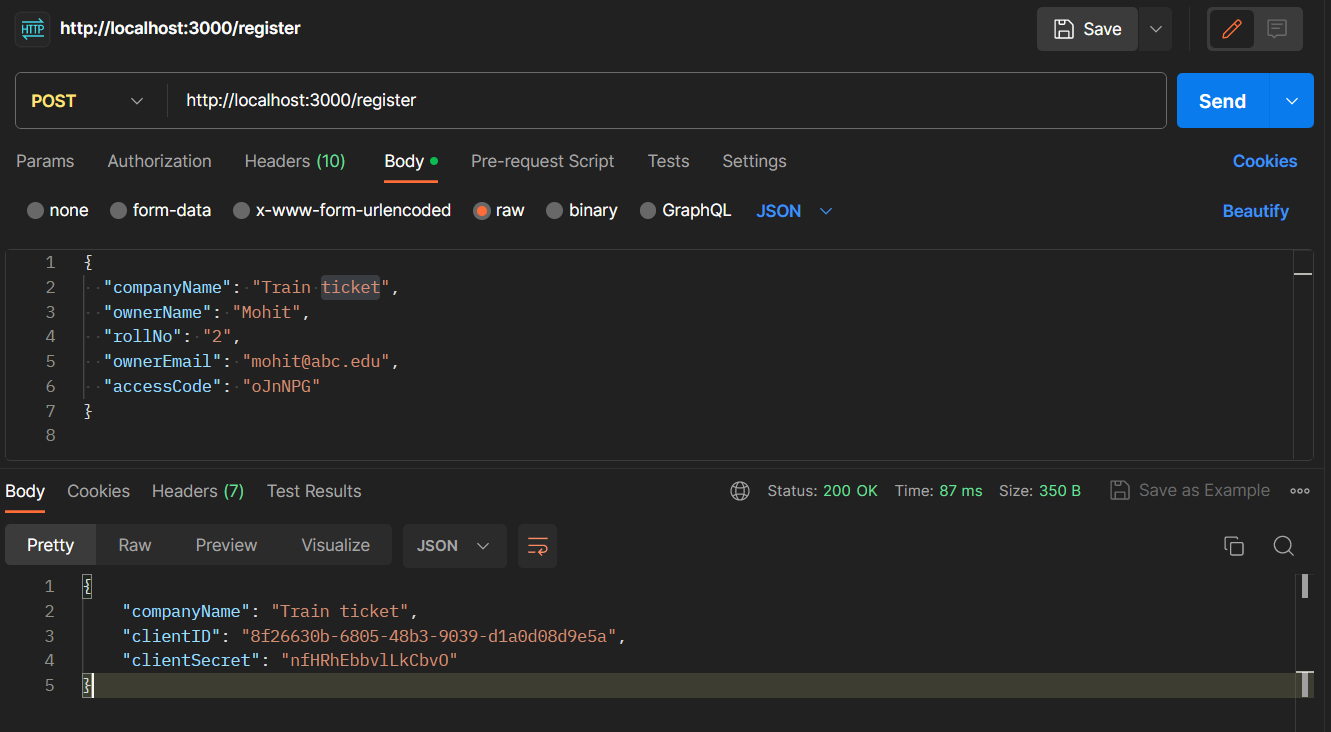 HTTP http://localhost:3000/register Save
POST http://localhost:3000/register Send
Params Authorization Headers (10) Body Pre-request Script Tests Settings Cookies
none form-data x-www-form-urlencoded raw binary GraphQL JSON Beautify
1 {
2 "companyName": "Train ticket",
3 "ownerName": "Mohit",
4 "rollNo": "2",
5 "ownerEmail": "mohit@abc.edu",
6 "accessCode": "oJnNPG"
7 }
8
Body Cookies Headers (7) Test Results Status: 200 OK Time: 87 ms Size: 350 B Save as Example
Pretty Raw Preview Visualize JSON
1 {
2 "companyName": "Train ticket",
3 "clientID": "8f26630b-6805-48b3-9039-d1a0d08d9e5a",
4 "clientSecret": "nfHRhEbbvlLkCbvO"
5 }